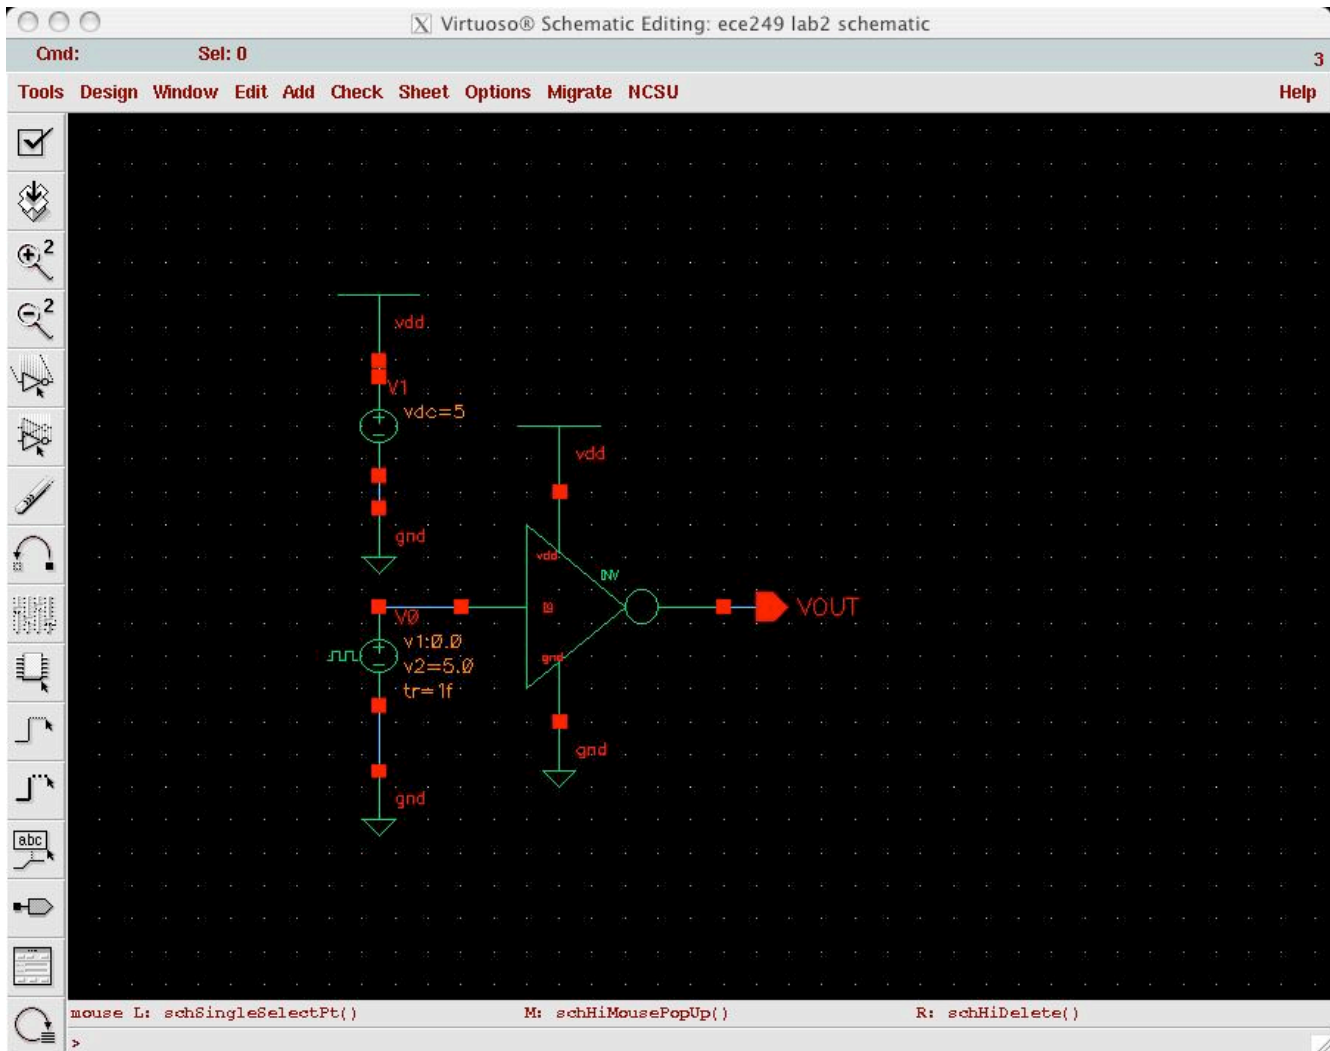 Virtuoso® Schematic Editing: ece249 lab2 schematic
Cmd: Sel: 0 3
Tools Design Window Edit Add Check Sheet Options Migrate NCSU Help
2
2
abc
vdd
V1
vdc=5
gnd
V0
v1:0.0
v2=5.0
tr=1f
gnd
vdd
vdd
INV
gnd
gnd
VOUT
mouse L: schSingleSelectPt() M: schHiMousePopUp() R: schHiDelete()
>